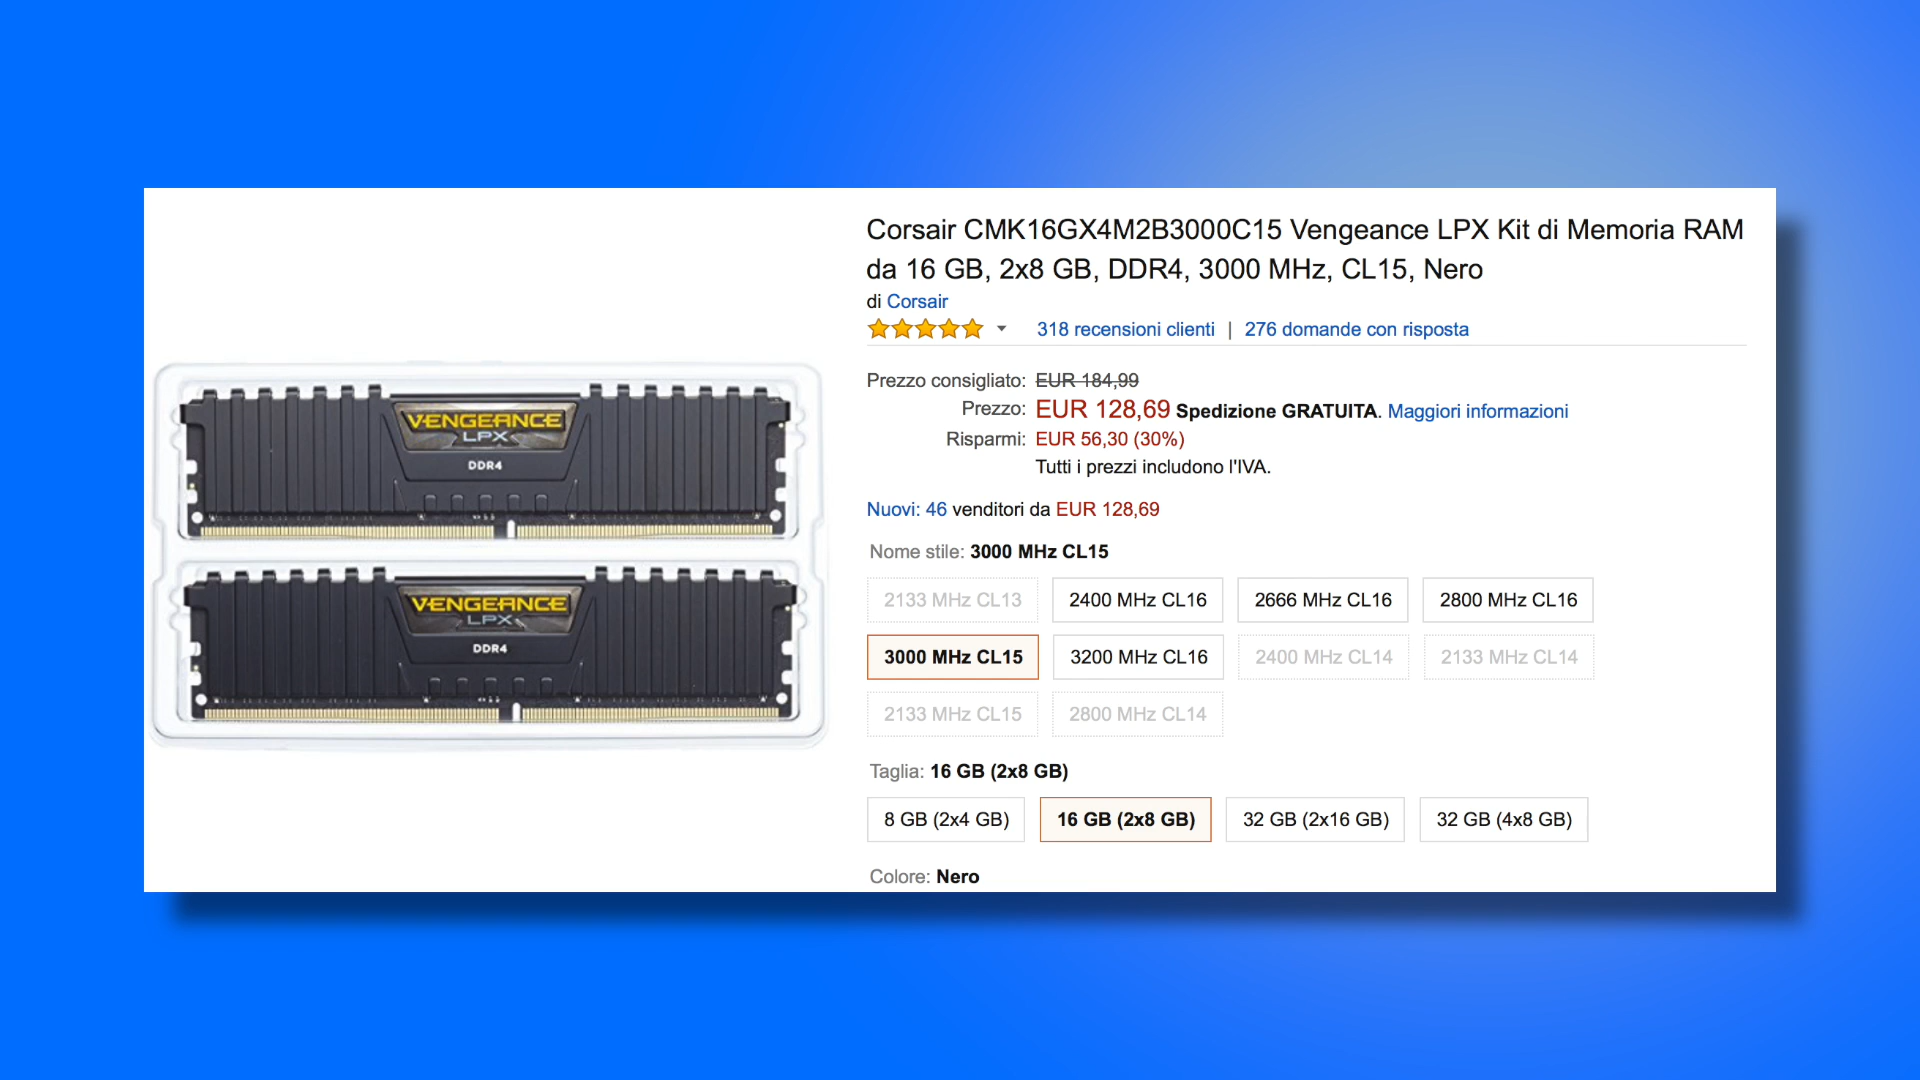 Corsair CMK16GX4M2B3000C15 Vengeance LPX Kit di Memoria RAM
da 16 GB, 2x8 GB, DDR4, 3000 MHz, CL15, Nero
di Corsair
318 recensioni clienti | 276 domande con risposta
Prezzo consigliato: EUR 184,99
Prezzo: EUR 128,69 Spedizione GRATUITA. Maggiori informazioni
Risparmi: EUR 56,30 (30%)
Tutti i prezzi includono l'IVA.
Nuovi: 46 venditori da EUR 128,69
Nome stile: 3000 MHz CL15
2133 MHz CL13 2400 MHz CL16 2666 MHz CL16 2800 MHz CL16
3000 MHz CL15 3200 MHz CL16 2400 MHz CL14 2133 MHz CL14
2133 MHz CL15 2800 MHz CL14
Taglia: 16 GB (2x8 GB)
8 GB (2x4 GB) 16 GB (2x8 GB) 32 GB (2x16 GB) 32 GB (4x8 GB)
Colore: Nero
VENGEANCE
LPX
DDR4
VENGEANCE
LPX
DDR4